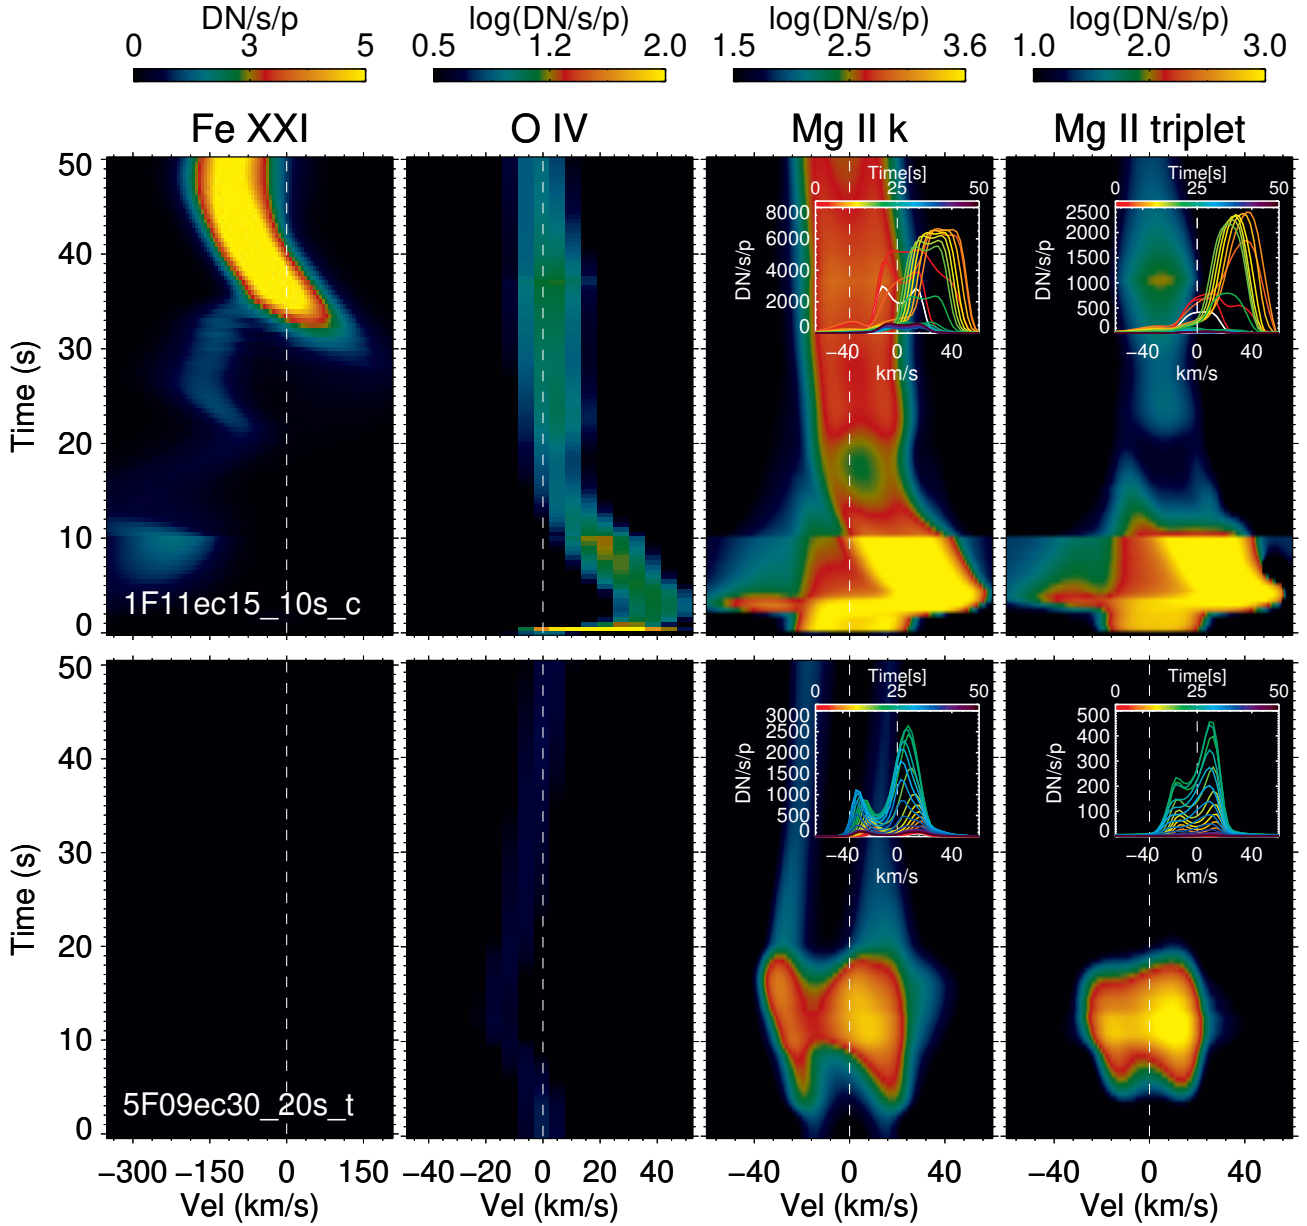 DN/s/p log(DN/s/p) log(DN/s/p) log(DN/s/p)
0 3 5 0.5 1.2 2.0 1.5 2.5 3.6 1.0 2.0 3.0
Fe XXI O IV Mg II k Mg II triplet
50
40
30
20
10
0
Time (s)
1F11ec15_10s_c
Time[s]
0 25 50
8000
6000
4000
2000
0
DN/s/p
−40 0 40
km/s
Time[s]
0 25 50
2500
2000
1500
1000
500
0
DN/s/p
−40 0 40
km/s
50
40
30
20
10
0
Time (s)
5F09ec30_20s_t
Time[s]
0 25 50
3000
2500
2000
1500
1000
500
0
DN/s/p
−40 0 40
km/s
Time[s]
0 25 50
500
400
300
200
100
0
DN/s/p
−40 0 40
km/s
−300 −150 0 150 −40 −20 0 20 40 −40 0 40 −40 0 40
Vel (km/s) Vel (km/s) Vel (km/s) Vel (km/s)